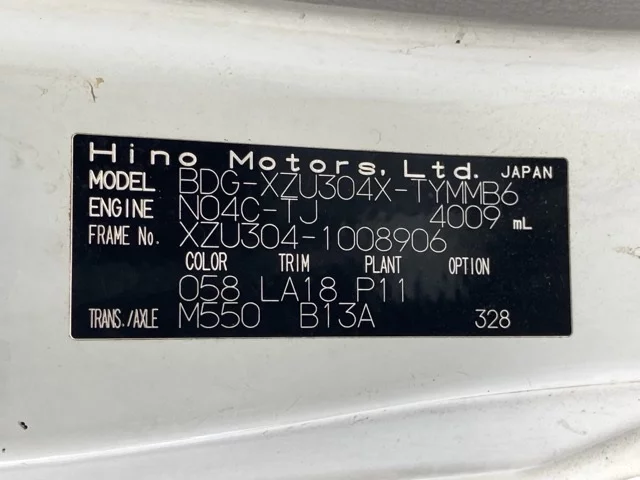 Hino Motors, Ltd. JAPAN
MODEL BDG-XZU304X-TYMMB6
ENGINE N04C-TJ 4009 mL
FRAME No. XZU304-1008906
COLOR TRIM PLANT OPTION
058 LA18 P11
TRANS./AXLE M550 B13A 328